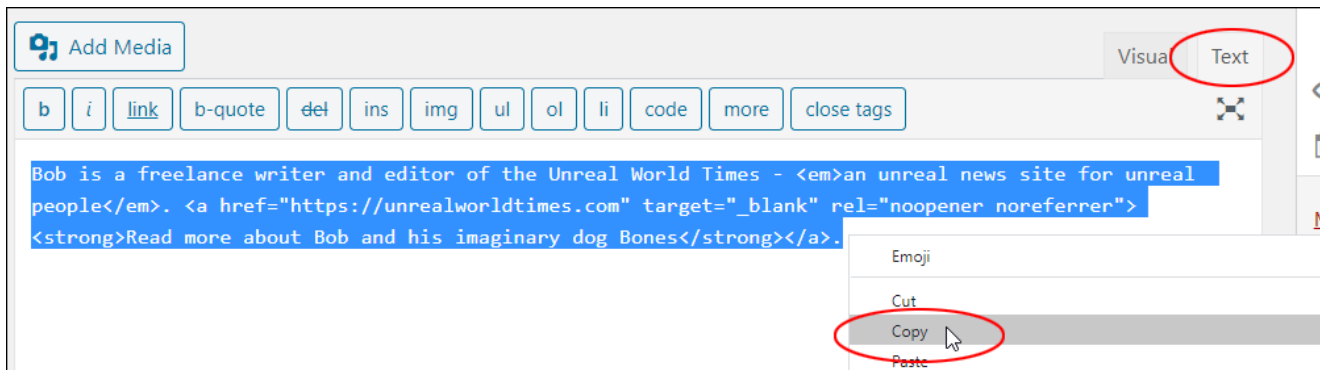 Add Media
Visual Text
b i link b-quote del ins img ul ol li code more close tags
Bob is a freelance writer and editor of the Unreal World Times - <em>an unreal news site for unreal
people</em>. <a href="https://unrealworldtimes.com" target="_blank" rel="noopener noreferrer">
<strong>Read more about Bob and his imaginary dog Bones</strong></a>.
Emoji
Cut
Copy
Paste